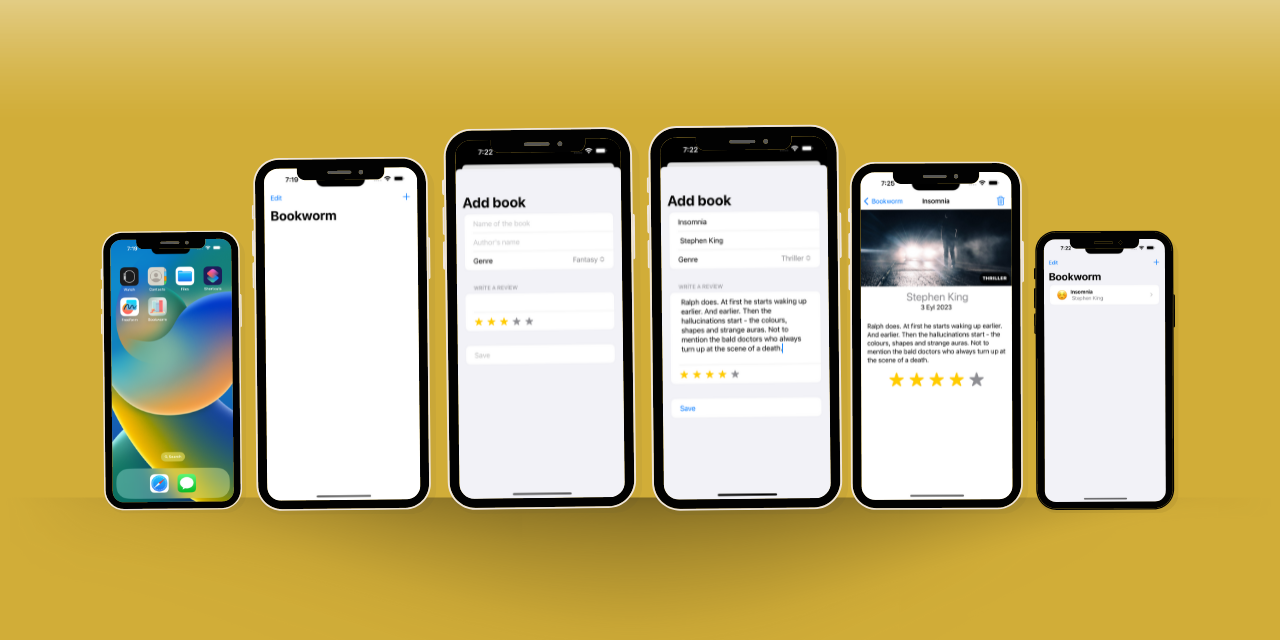 7:19
Watch
Contacts
Files
Shortcuts
Freeform
Bookworm
Search
7:19
Edit
+
Bookworm
7:22
Add book
Name of the book
Author's name
Genre
Fantasy
WRITE A REVIEW
Save
7:22
Add book
Insomnia
Stephen King
Genre
Thriller
WRITE A REVIEW
Ralph does. At first he starts waking up
earlier. And earlier. Then the
hallucinations start - the colours,
shapes and strange auras. Not to
mention the bald doctors who always
turn up at the scene of a death.
Save
7:25
Bookworm
Insomnia
THRILLER
Stephen King
3 Eyl 2023
Ralph does. At first he starts waking up earlier.
And earlier. Then the hallucinations start - the
colours, shapes and strange auras. Not to
mention the bald doctors who always turn up at
the scene of a death.
7:22
Edit
+
Bookworm
Insomnia
Stephen King